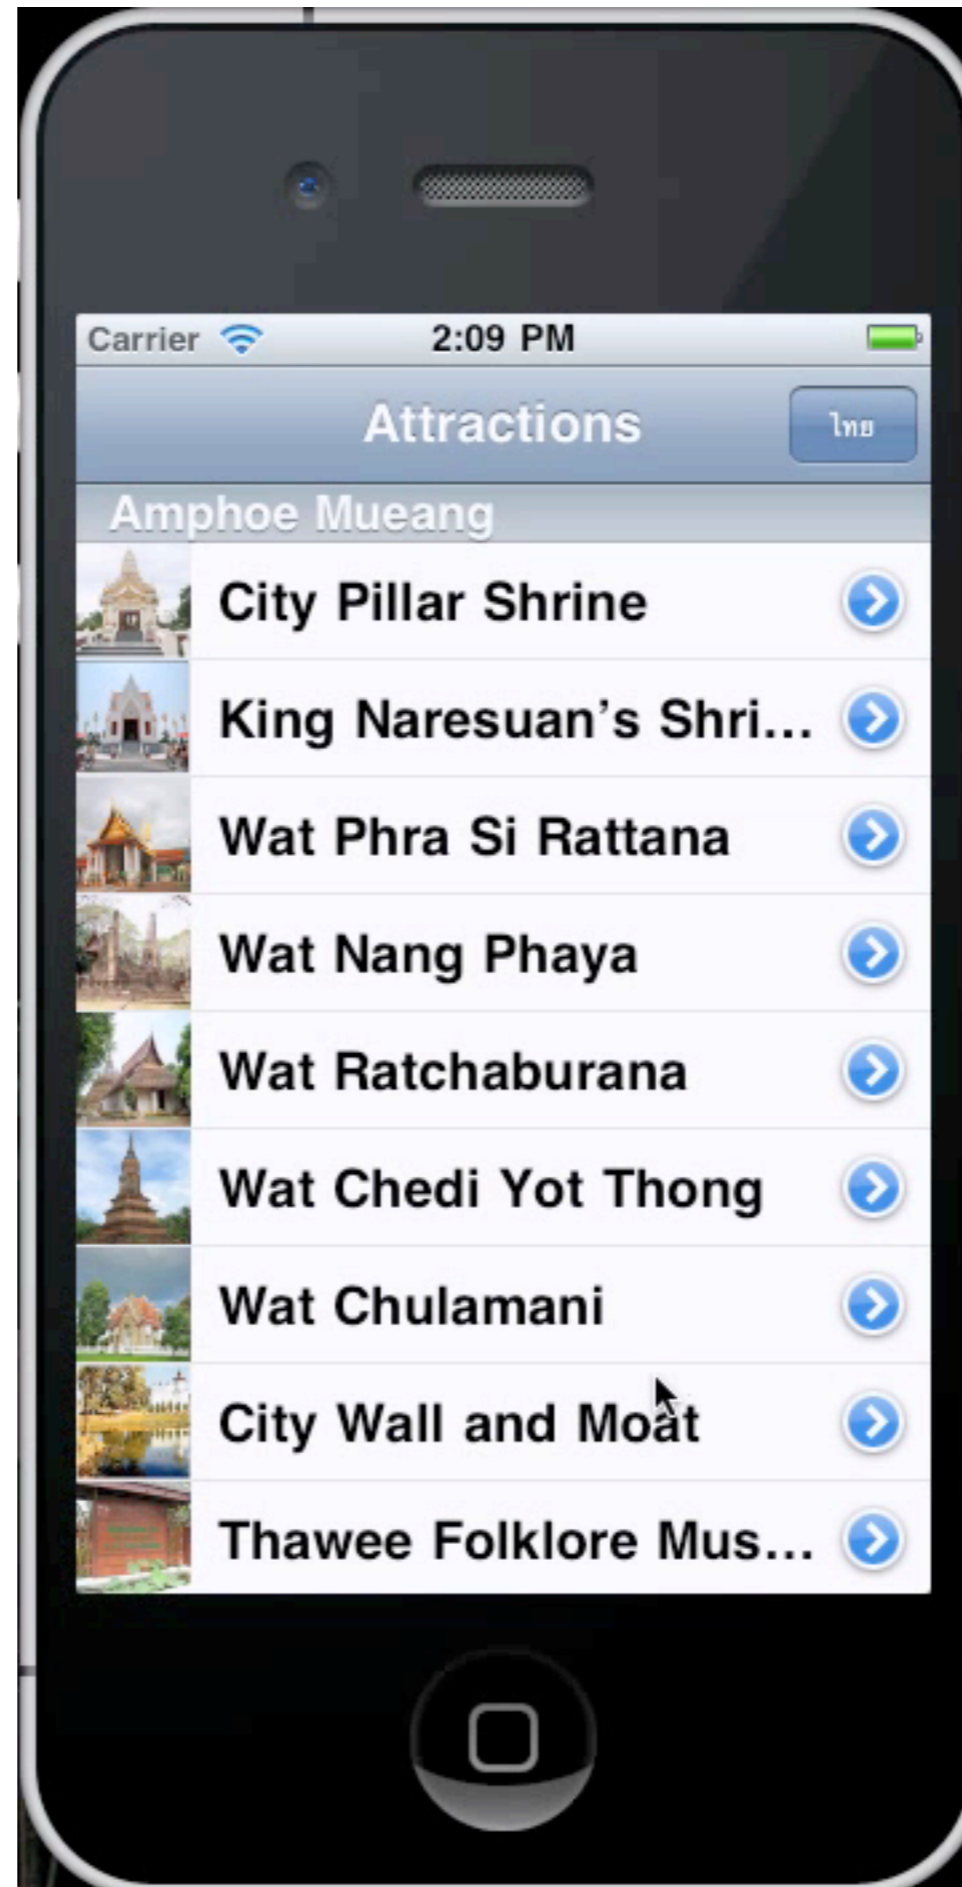 Carrier 2:09 PM
Attractions ไทย
Amphoe Mueang
City Pillar Shrine
King Naresuan's Shri...
Wat Phra Si Rattana
Wat Nang Phaya
Wat Ratchaburana
Wat Chedi Yot Thong
Wat Chulamani
City Wall and Moat
Thawee Folklore Mus...